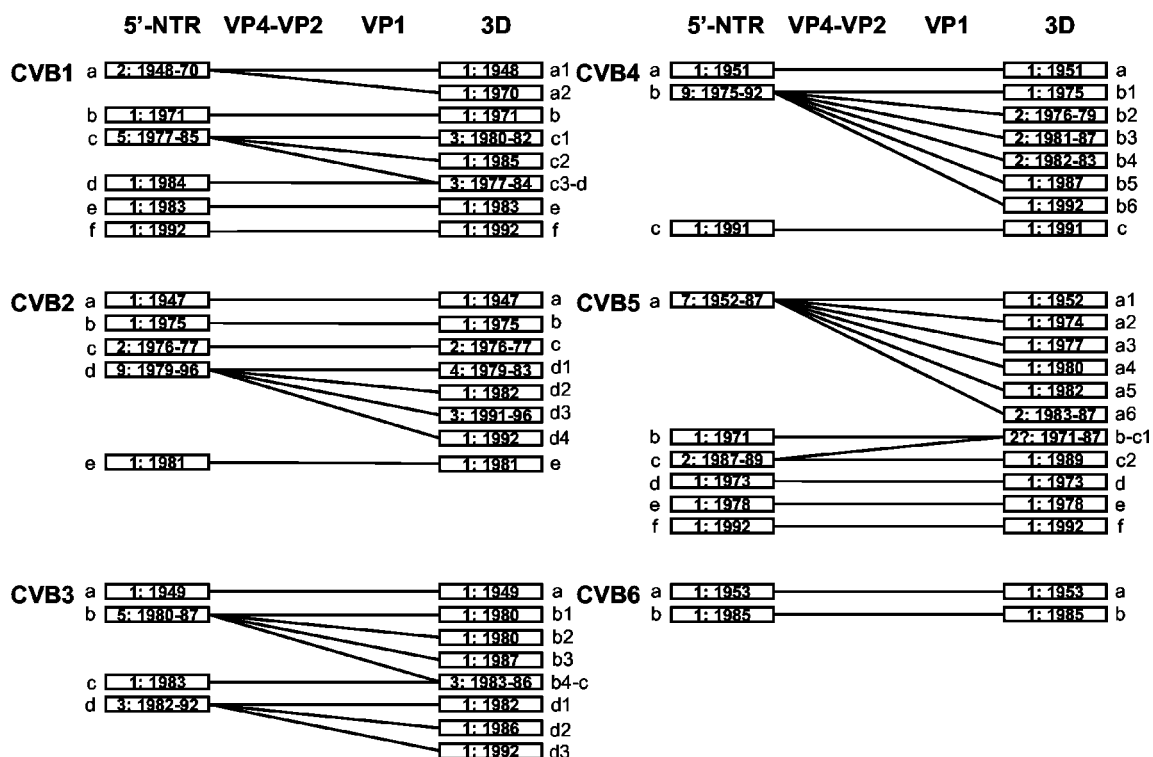 5'-NTR VP4-VP2 VP1 3D
CVB1 a 2: 1948-70 1: 1948 a1
1: 1970 a2
b 1: 1971 1: 1971 b
c 5: 1977-85 3: 1980-82 c1
1: 1985 c2
d 1: 1984 3: 1977-84 c3-d
e 1: 1983 1: 1983 e
f 1: 1992 1: 1992 f
CVB2 a 1: 1947 1: 1947 a
b 1: 1975 1: 1975 b
c 2: 1976-77 2: 1976-77 c
d 9: 1979-96 4: 1979-83 d1
1: 1982 d2
3: 1991-96 d3
1: 1992 d4
e 1: 1981 1: 1981 e
CVB3 a 1: 1949 1: 1949 a
b 5: 1980-87 1: 1980 b1
1: 1980 b2
1: 1987 b3
c 1: 1983 3: 1983-86 b4-c
d 3: 1982-92 1: 1982 d1
1: 1986 d2
1: 1992 d3
5'-NTR VP4-VP2 VP1 3D
CVB4 a 1: 1951 1: 1951 a
b 9: 1975-92 1: 1975 b1
2: 1976-79 b2
2: 1981-87 b3
2: 1982-83 b4
1: 1987 b5
1: 1992 b6
c 1: 1991 1: 1991 c
CVB5 a 7: 1952-87 1: 1952 a1
1: 1974 a2
1: 1977 a3
1: 1980 a4
1: 1982 a5
2: 1983-87 a6
b 1: 1971 2?: 1971-87 b-c1
c 2: 1987-89 1: 1989 c2
d 1: 1973 1: 1973 d
e 1: 1978 1: 1978 e
f 1: 1992 1: 1992 f
CVB6 a 1: 1953 1: 1953 a
b 1: 1985 1: 1985 b